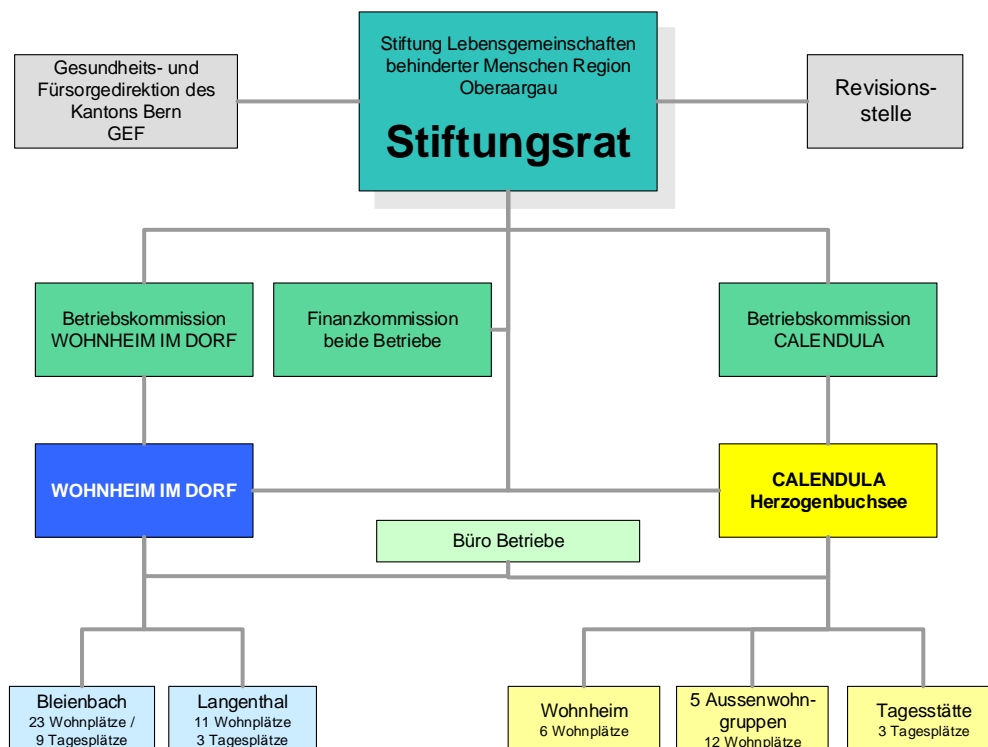 Gesundheits- und
Fürsorgedirektion des
Kantons Bern
GEF
Stiftung Lebensgemeinschaften
behinderter Menschen Region
Oberaargau
Stiftungsrat
Revisions-
stelle
Betriebskommission
WOHNHEIM IM DORF
Finanzkommission
beide Betriebe
Betriebskommission
CALENDULA
WOHNHEIM IM DORF
CALENDULA
Herzogenbuchsee
Büro Betriebe
Bleienbach
23 Wohnplätze /
9 Tagesplätze
Langenthal
11 Wohnplätze
3 Tagesplätze
Wohnheim
6 Wohnplätze
5 Aussenwohn-
gruppen
12 Wohnplätze
Tagesstätte
3 Tagesplätze